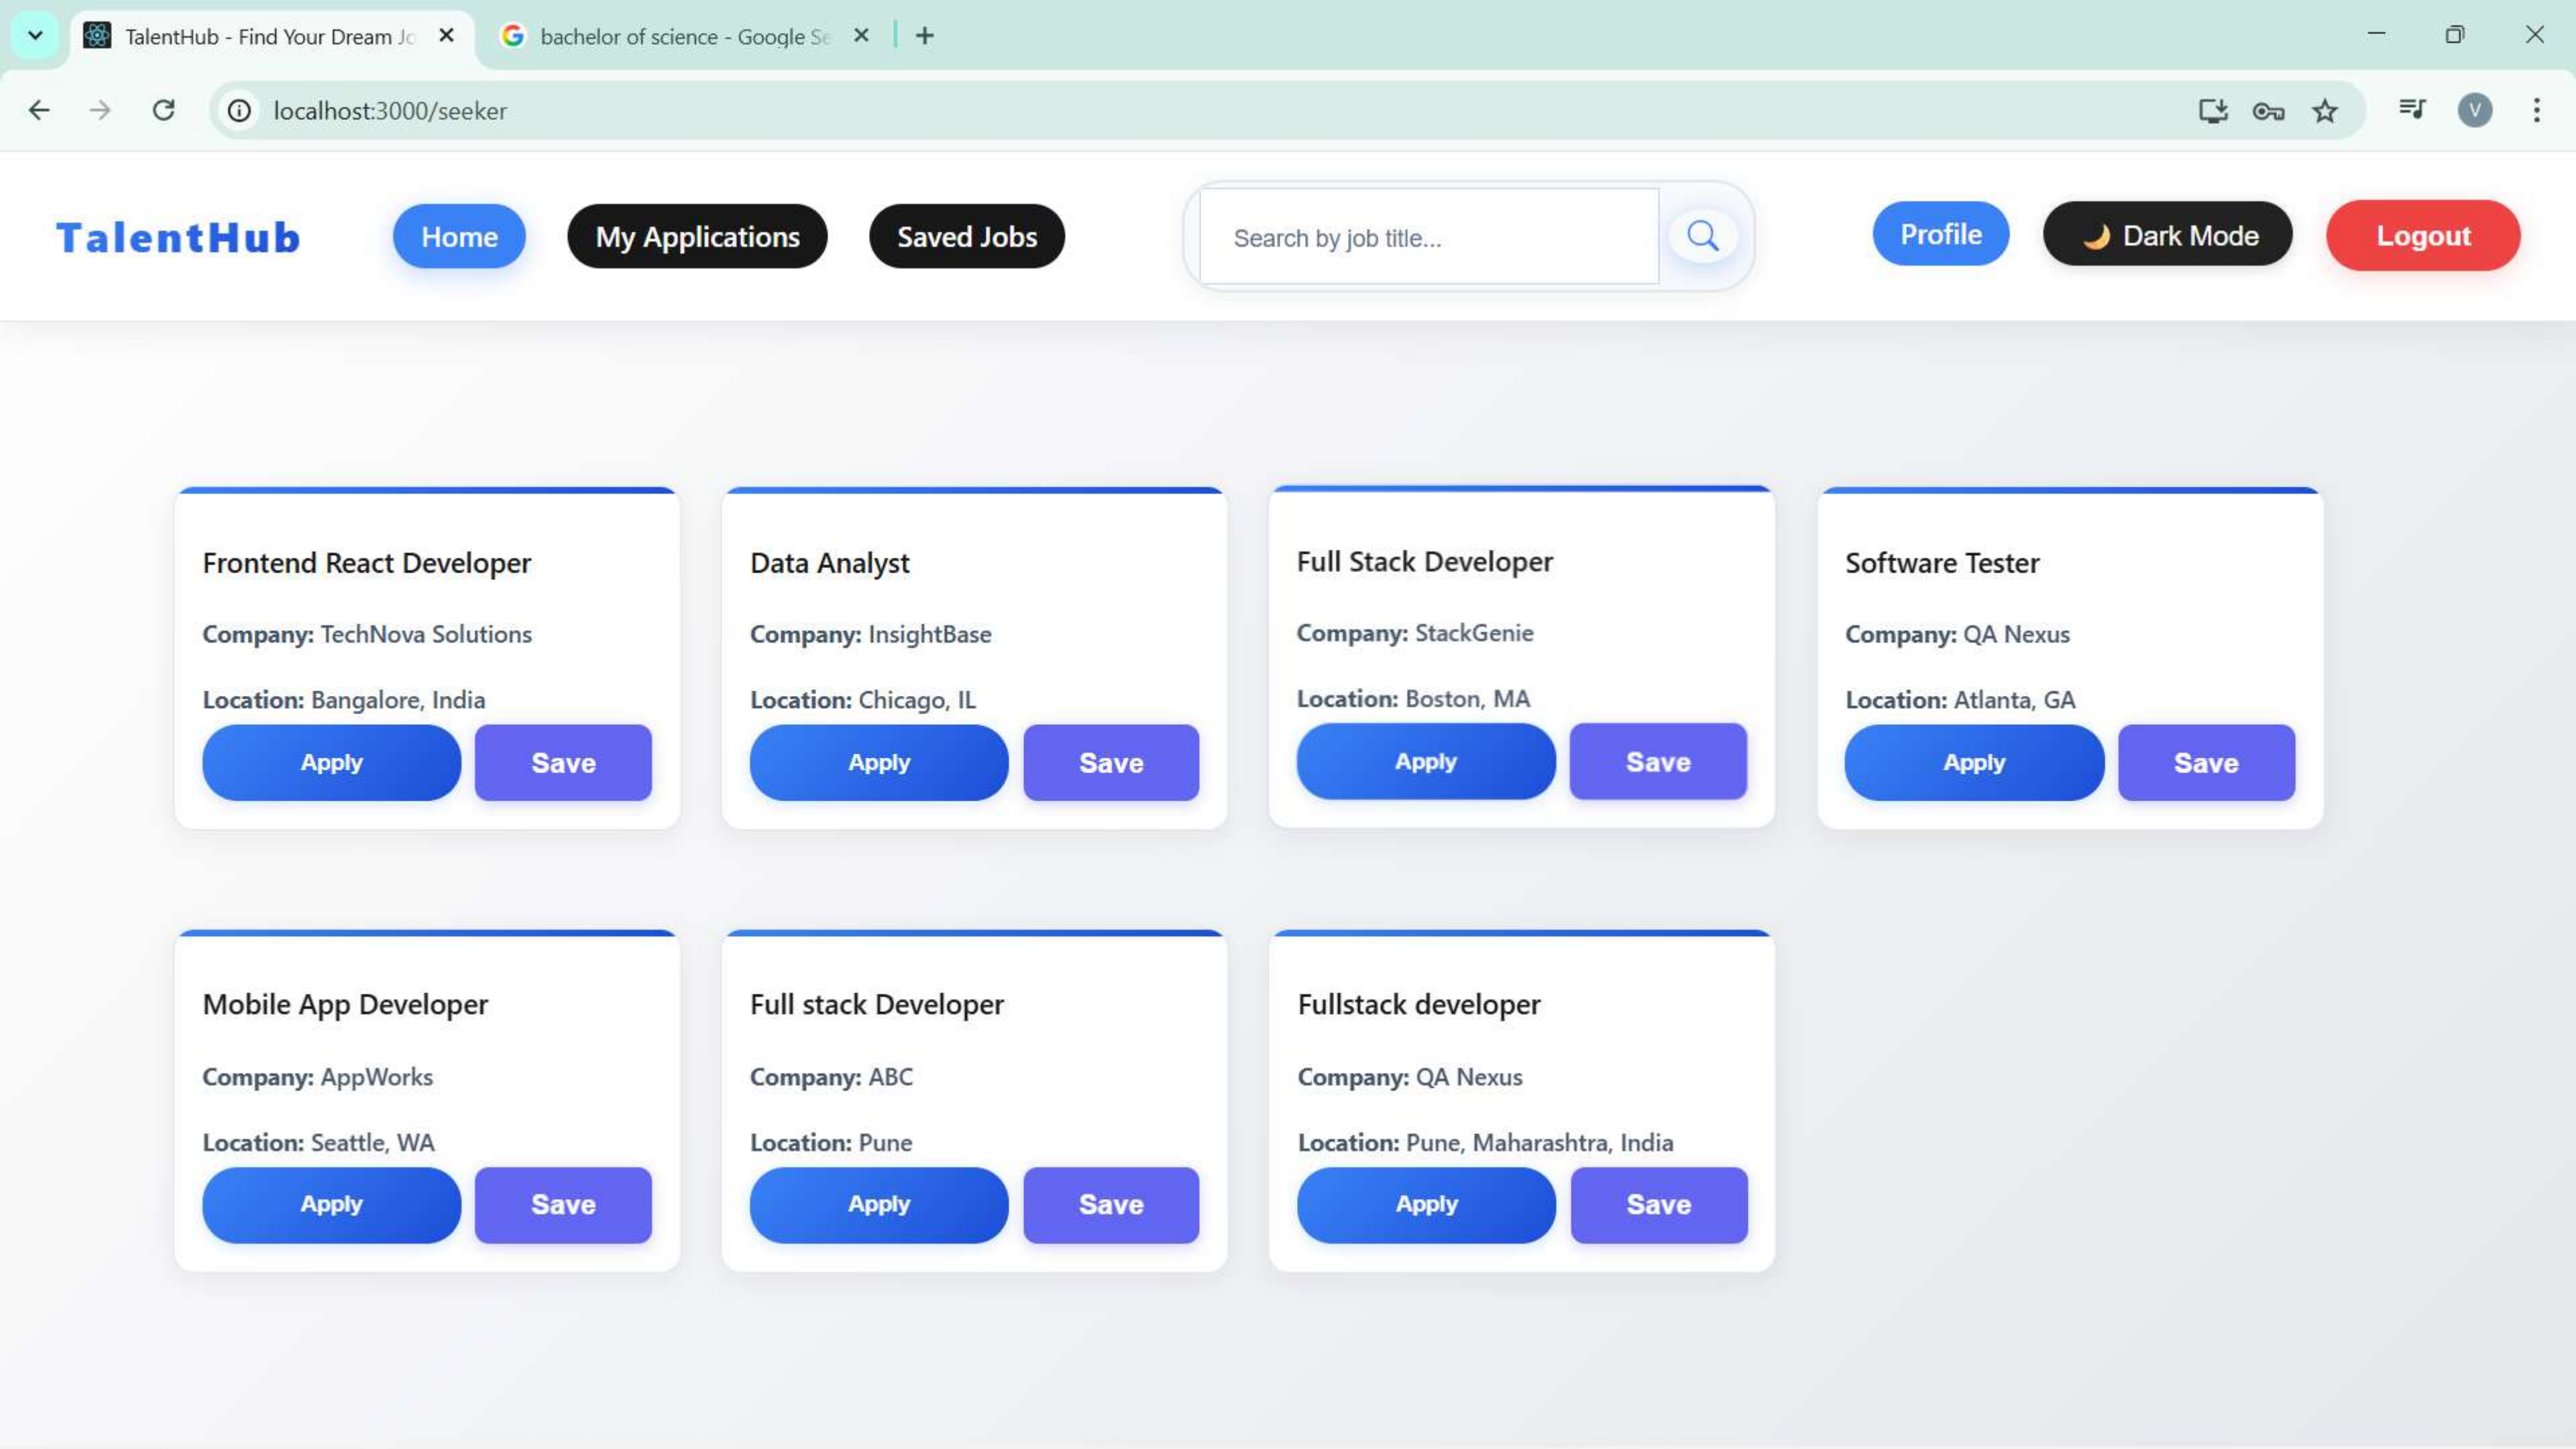 TalentHub - Find Your Dream Jo
bachelor of science - Google Se
localhost:3000/seeker
V
TalentHub
Home
My Applications
Saved Jobs
Search by job title...
Profile
🌙 Dark Mode
Logout
Frontend React Developer
Company: TechNova Solutions
Location: Bangalore, India
Apply
Save
Data Analyst
Company: InsightBase
Location: Chicago, IL
Apply
Save
Full Stack Developer
Company: StackGenie
Location: Boston, MA
Apply
Save
Software Tester
Company: QA Nexus
Location: Atlanta, GA
Apply
Save
Mobile App Developer
Company: AppWorks
Location: Seattle, WA
Apply
Save
Full stack Developer
Company: ABC
Location: Pune
Apply
Save
Fullstack developer
Company: QA Nexus
Location: Pune, Maharashtra, India
Apply
Save